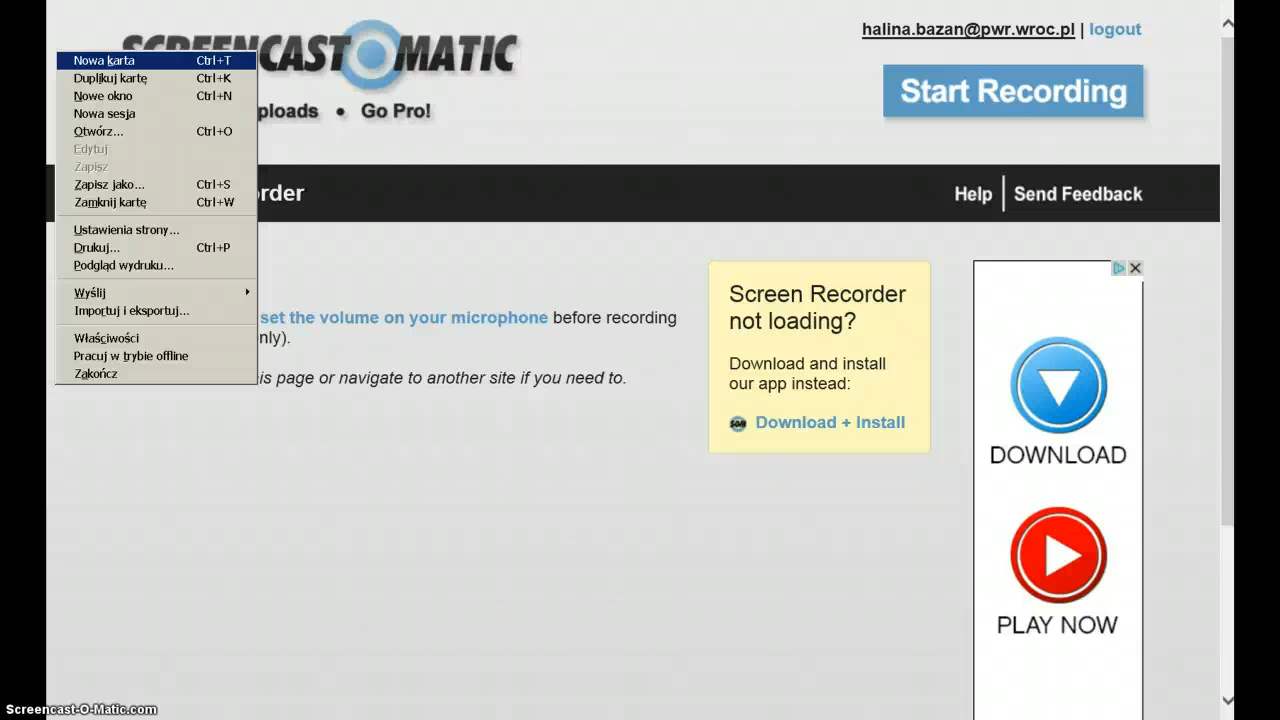 SCREENCAST O MATIC
halina.bazan@pwr.wroc.pl | logout
Start Recording
ploads • Go Pro!
Nowa karta Ctrl+T
Duplikuj kartę Ctrl+K
Nowe okno Ctrl+N
Nowa sesja
Otwórz... Ctrl+O
Edytuj
Zapisz
Zapisz jako... Ctrl+S
Zamknij kartę Ctrl+W
Ustawienia strony...
Drukuj... Ctrl+P
Podgląd wydruku...
Wyślij
Importuj i eksportuj...
Właściwości
Pracuj w trybie offline
Zakończ
order
Help | Send Feedback
set the volume on your microphone before recording
nly).
is page or navigate to another site if you need to.
Screen Recorder
not loading?
Download and install
our app instead:
SOM Download + Install
DOWNLOAD
PLAY NOW
Screencast-O-Matic.com